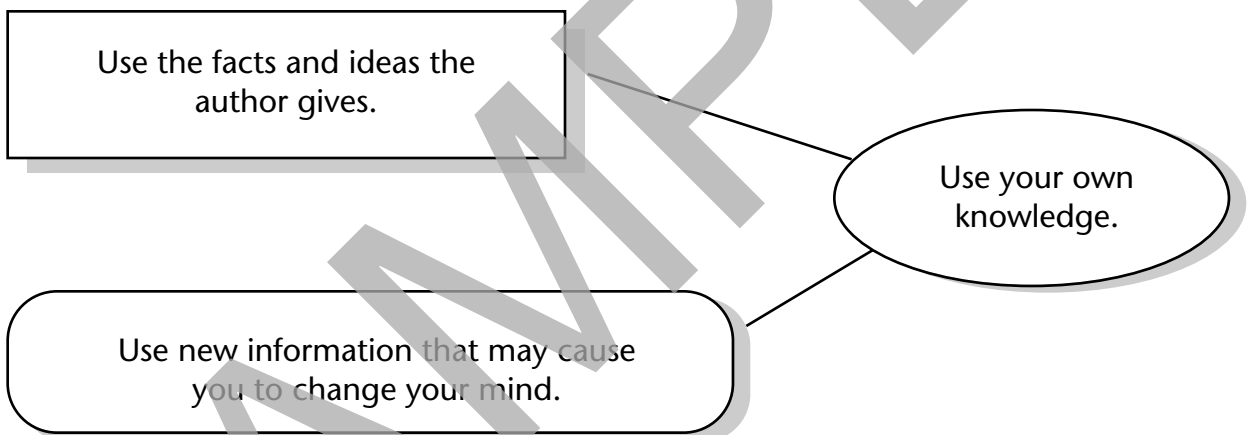 Use the facts and ideas the
author gives.
Use your own
knowledge.
Use new information that may cause
you to change your mind.